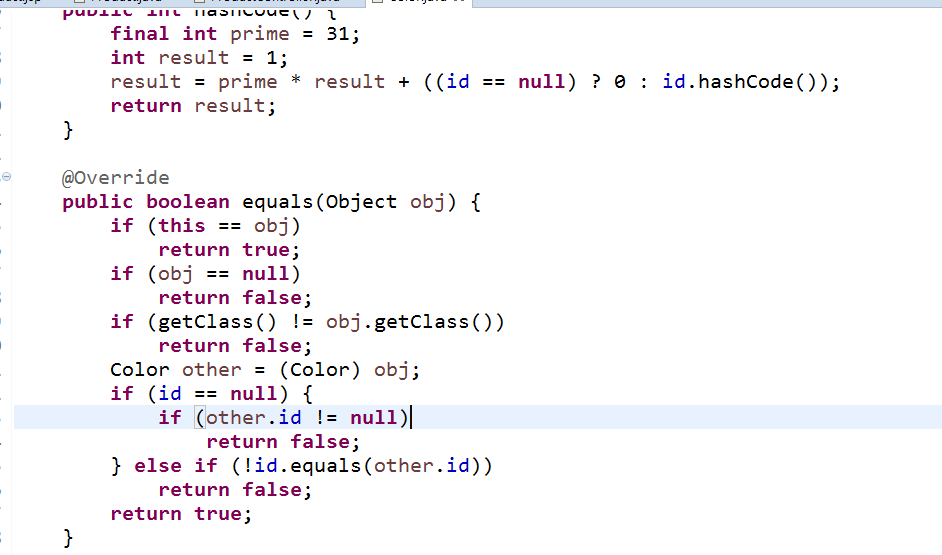 public int hashCode() {
final int prime = 31;
int result = 1;
result = prime * result + ((id == null) ? 0 : id.hashCode());
return result;
}
@Override
public boolean equals(Object obj) {
if (this == obj)
return true;
if (obj == null)
return false;
if (getClass() != obj.getClass())
return false;
Color other = (Color) obj;
if (id == null) {
if (other.id != null)
return false;
} else if (!id.equals(other.id))
return false;
return true;
}